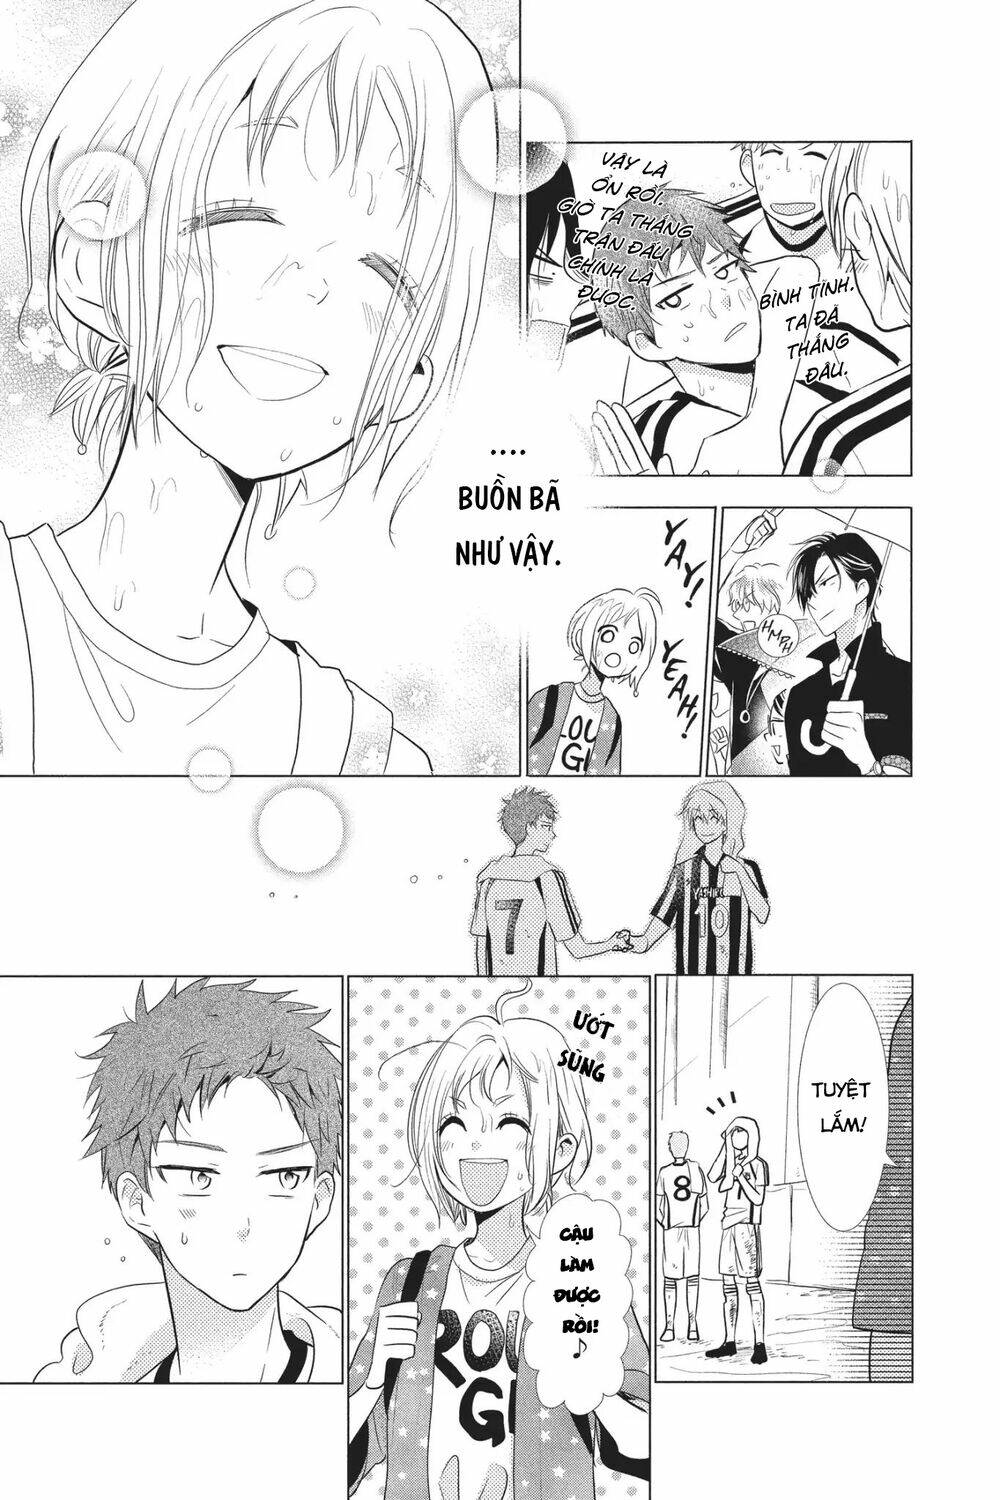 VẬY LÀ
ỔN RỒI.
GIỜ TA THẮNG
TRẬN ĐẤU
CHÍNH LÀ
ĐƯỢC.
BÌNH TĨNH.
TA ĐÃ
THẮNG
ĐÂU.
....
BUỒN BÃ
NHƯ VẬY.
HMPH
YAY!
YEAH!
LOU
GI
7
YASHIRO
10
TUYỆT
LẮM!
8
1
ƯỚT
SŨNG
CẬU
LÀM
ĐƯỢC
RỒI!
♪
ROU
GI